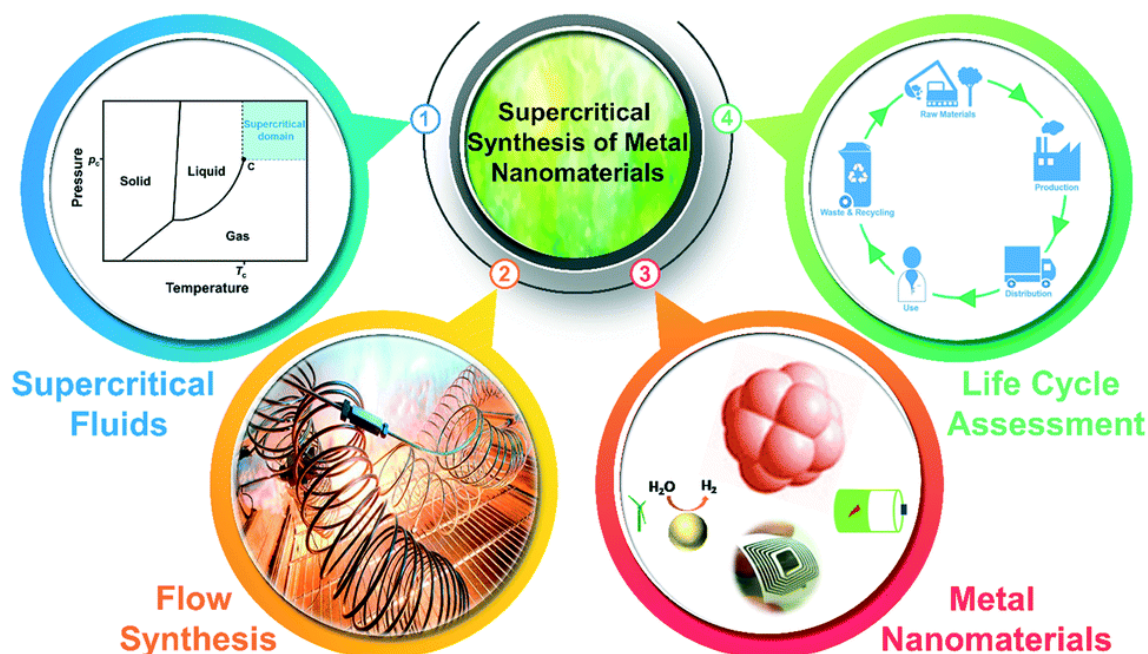 Supercritical
Synthesis of Metal
Nanomaterials
1
2
3
4
Pressure
pc
Solid
Liquid
Supercritical
domain
C
Gas
Tc
Temperature
Supercritical
Fluids
Flow
Synthesis
H2O
H2
Metal
Nanomaterials
Raw Materials
Production
Distribution
Use
Waste & Recycling
Life Cycle
Assessment